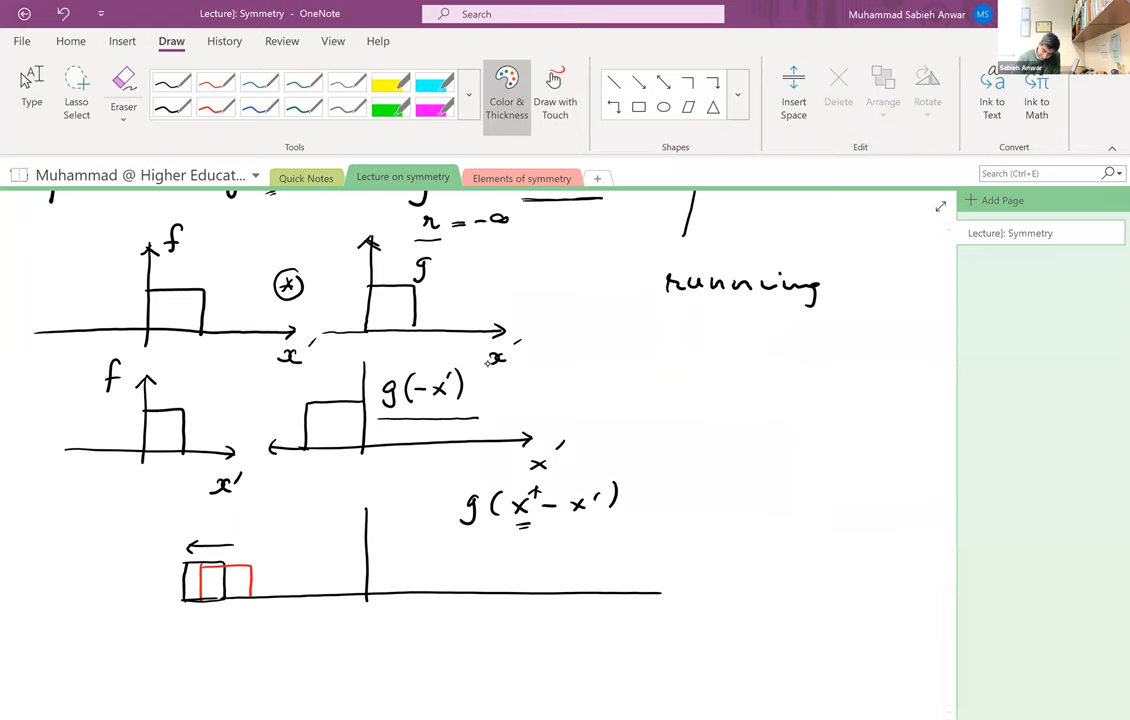 Lecture]: Symmetry - OneNote
Search
Muhammad Sabieh Anwar
MS
File Home Insert Draw History Review View Help
Sabieh Anwar
Type
Lasso Select
Eraser
Color & Thickness
Draw with Touch
Insert Space
Delete
Arrange
Rotate
Ink to Text
Ink to Math
Tools
Shapes
Edit
Convert
Muhammad @ Higher Educat...
Quick Notes
Lecture on symmetry
Elements of symmetry
+
Search (Ctrl+E)
Add Page
Lecture]: Symmetry
r = -∞
f
g
*
running
x'
x'
f
g(-x')
x'
x'
g(x⁺ - x')